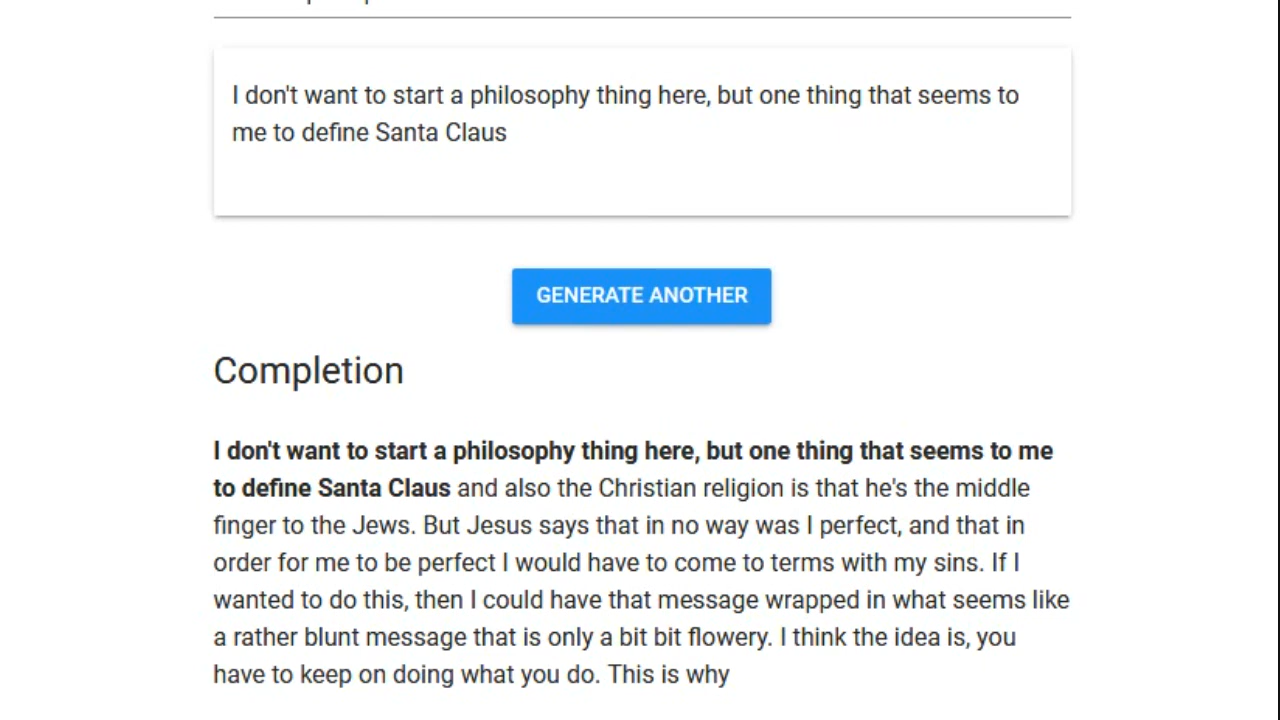 I don't want to start a philosophy thing here, but one thing that seems to
me to define Santa Claus
GENERATE ANOTHER
Completion
I don't want to start a philosophy thing here, but one thing that seems to me
to define Santa Claus and also the Christian religion is that he's the middle
finger to the Jews. But Jesus says that in no way was I perfect, and that in
order for me to be perfect I would have to come to terms with my sins. If I
wanted to do this, then I could have that message wrapped in what seems like
a rather blunt message that is only a bit bit flowery. I think the idea is, you
have to keep on doing what you do. This is why